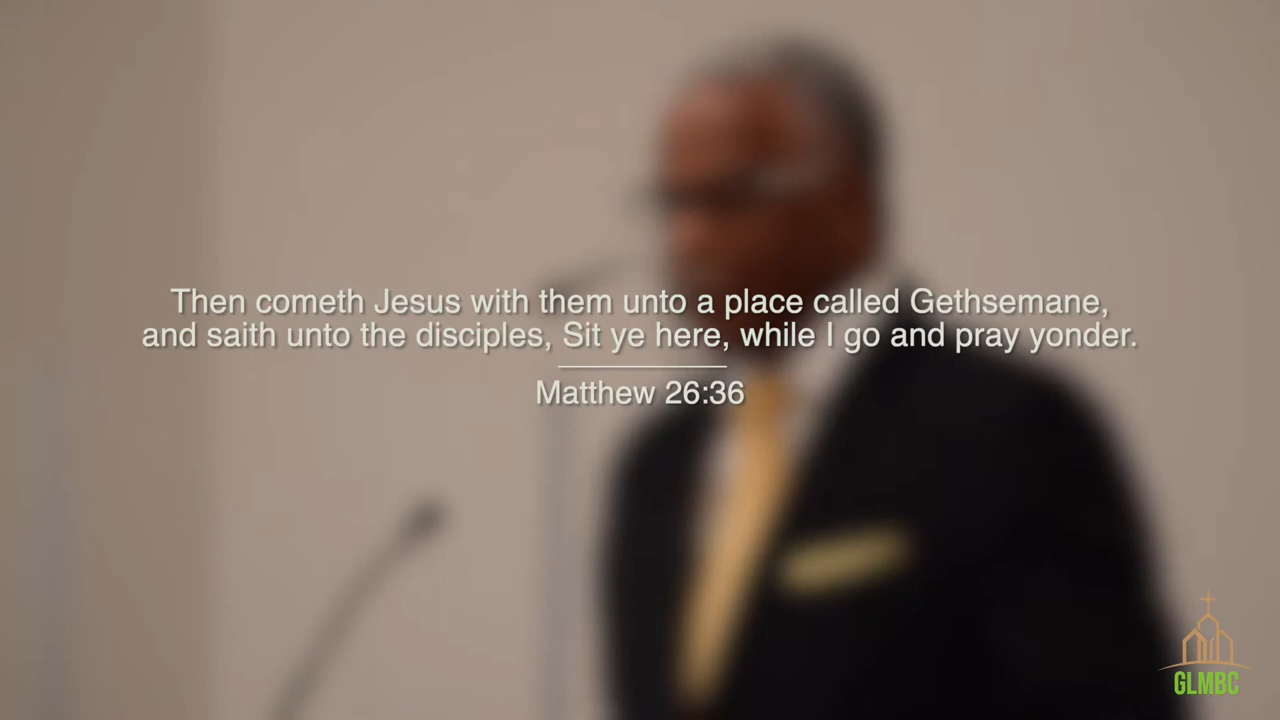 Then cometh Jesus with them unto a place called Gethsemane,
and saith unto the disciples, Sit ye here, while I go and pray yonder.
Matthew 26:36
GLMBC